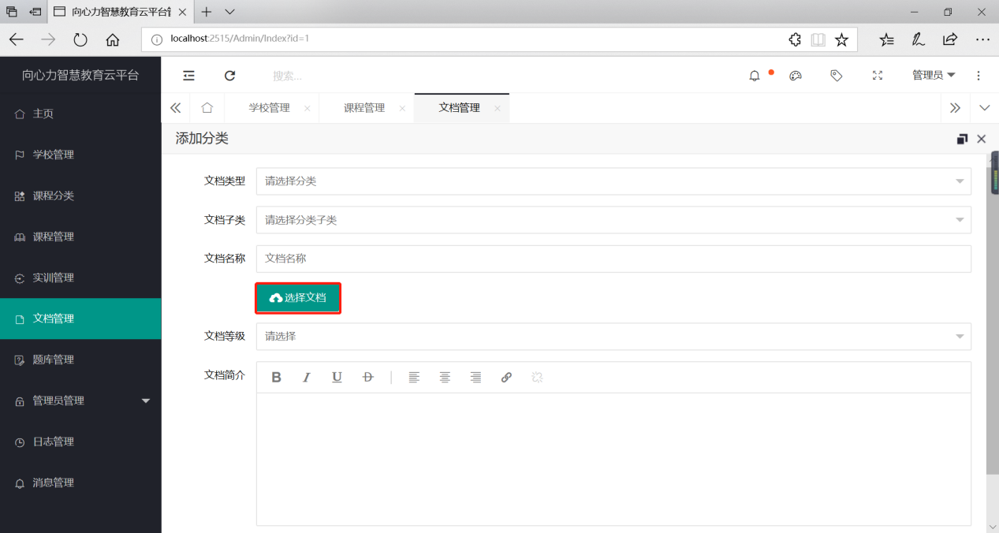 向心力智慧教育云平台管
localhost:2515/Admin/Index?id=1
向心力智慧教育云平台
搜索...
管理员
主页
学校管理
课程分类
课程管理
实训管理
文档管理
题库管理
管理员管理
日志管理
消息管理
学校管理
课程管理
文档管理
添加分类
文档类型
请选择分类
文档子类
请选择分类子类
文档名称
文档名称
选择文档
文档等级
请选择
文档简介
B I U D